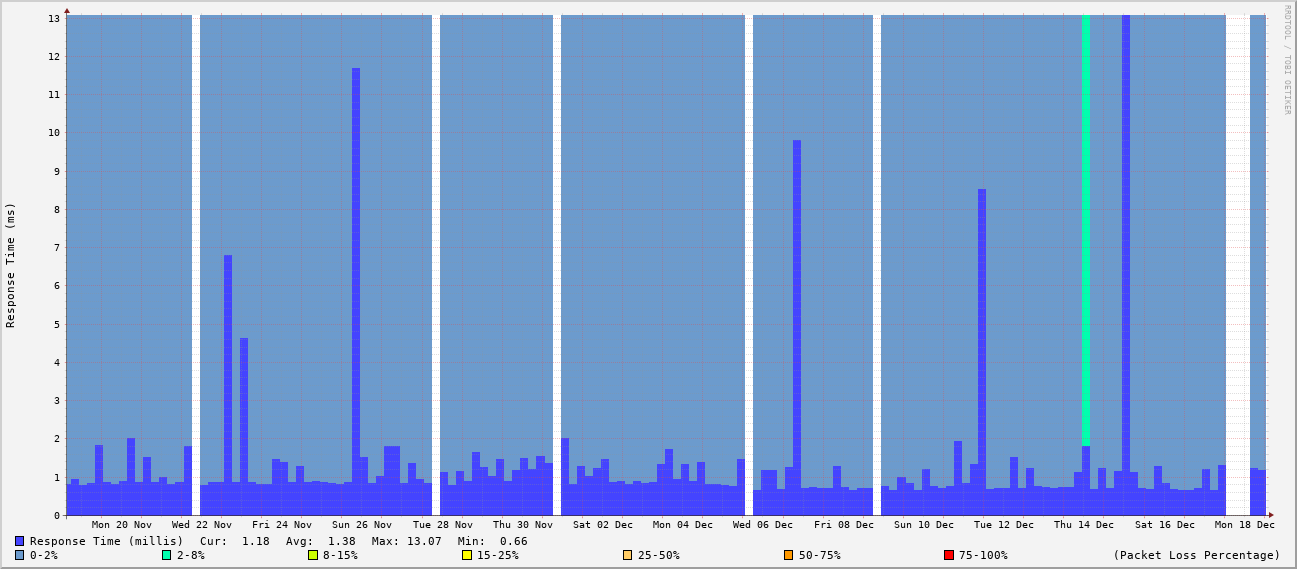 RRDTOOL / TOBI OETIKER
Response Time (ms)
13
12
11
10
9
8
7
6
5
4
3
2
1
0
Mon 20 Nov Wed 22 Nov Fri 24 Nov Sun 26 Nov Tue 28 Nov Thu 30 Nov Sat 02 Dec Mon 04 Dec Wed 06 Dec Fri 08 Dec Sun 10 Dec Tue 12 Dec Thu 14 Dec Sat 16 Dec Mon 18 Dec
Response Time (millis) Cur: 1.18 Avg: 1.38 Max: 13.07 Min: 0.66
0-2% 2-8% 8-15% 15-25% 25-50% 50-75% 75-100% (Packet Loss Percentage)